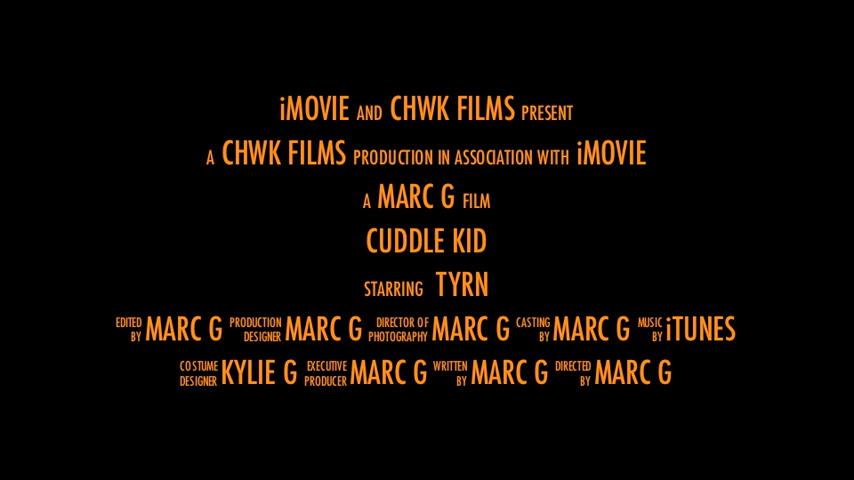 iMOVIE AND CHWK FILMS PRESENT
A CHWK FILMS PRODUCTION IN ASSOCIATION WITH iMOVIE
A MARC G FILM
CUDDLE KID
STARRING TYRN
EDITED BY MARC G PRODUCTION DESIGNER MARC G DIRECTOR OF PHOTOGRAPHY MARC G CASTING BY MARC G MUSIC BY iTUNES
COSTUME DESIGNER KYLIE G EXECUTIVE PRODUCER MARC G WRITTEN BY MARC G DIRECTED BY MARC G